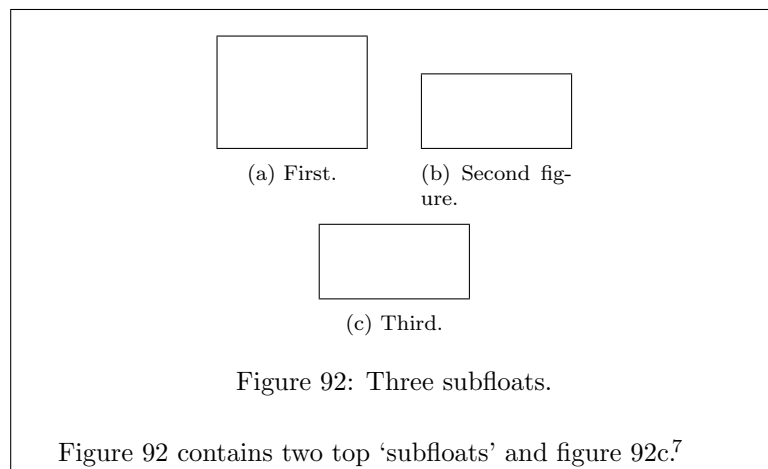 (a) First.
(b) Second fig-
ure.
(c) Third.
Figure 92: Three subfloats.
Figure 92 contains two top ‘subfloats’ and figure 92c.⁷